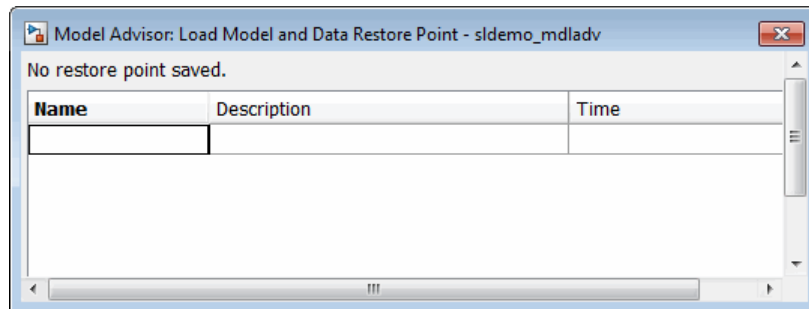 Model Advisor: Load Model and Data Restore Point - sldemo_mdladv
No restore point saved.
Name Description Time